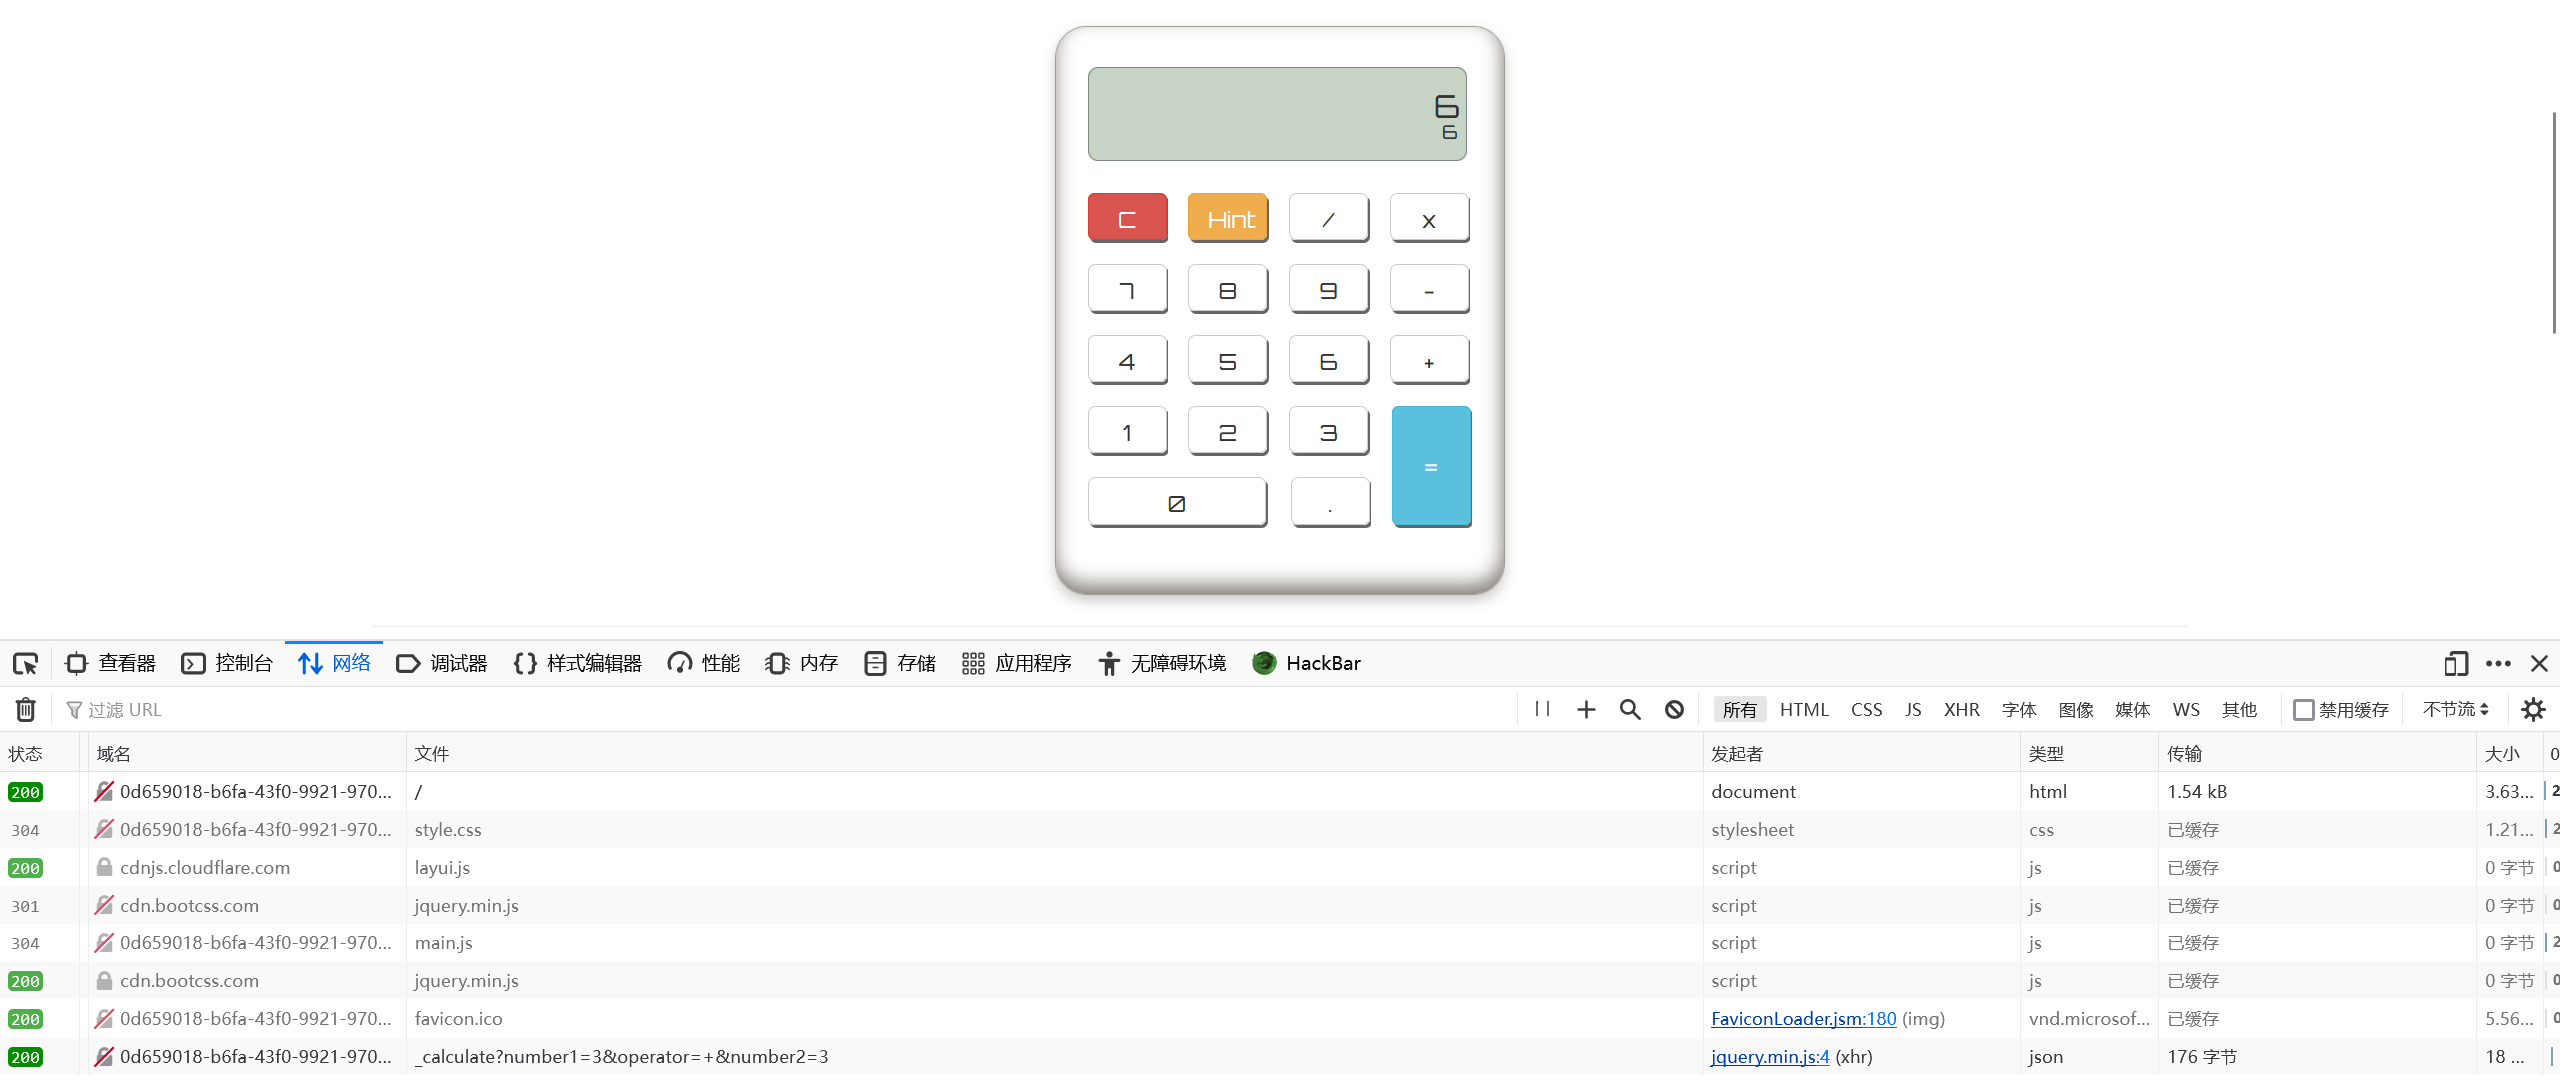 6
6
C Hint / x
7 8 9 -
4 5 6 +
1 2 3 =
0 .
查看器 控制台 网络 调试器 样式编辑器 性能 内存 存储 应用程序 无障碍环境 HackBar
过滤 URL 所有 HTML CSS JS XHR 字体 图像 媒体 WS 其他 禁用缓存 不节流
状态 域名 文件 发起者 类型 传输 大小 0
200 0d659018-b6fa-43f0-9921-970... / document html 1.54 kB 3.63... 2
304 0d659018-b6fa-43f0-9921-970... style.css stylesheet css 已缓存 1.21... 2
200 cdnjs.cloudflare.com layui.js script js 已缓存 0 字节 0
301 cdn.bootcss.com jquery.min.js script js 已缓存 0 字节 0
304 0d659018-b6fa-43f0-9921-970... main.js script js 已缓存 0 字节 2
200 cdn.bootcss.com jquery.min.js script js 已缓存 0 字节 0
200 0d659018-b6fa-43f0-9921-970... favicon.ico FaviconLoader.jsm:180 (img) vnd.microsof... 已缓存 5.56... 0
200 0d659018-b6fa-43f0-9921-970... _calculate?number1=3&operator=+&number2=3 jquery.min.js:4 (xhr) json 176 字节 18 ...